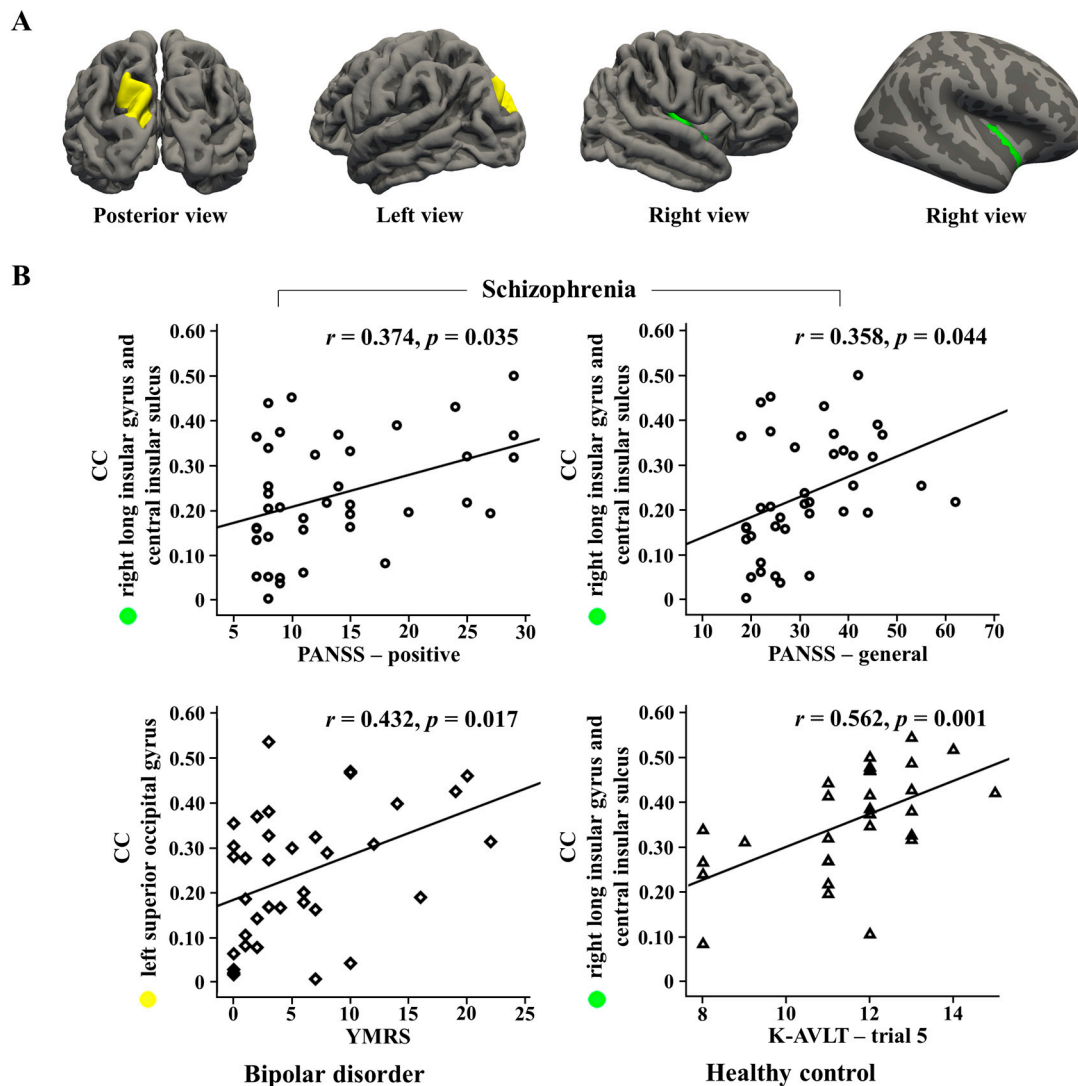 A
Posterior view
Left view
Right view
Right view
B
Schizophrenia
r = 0.374, p = 0.035
CC
right long insular gyrus and
central insular sulcus
0.60
0.50
0.40
0.30
0.20
0.10
0
5 10 15 20 25 30
PANSS – positive
r = 0.358, p = 0.044
CC
right long insular gyrus and
central insular sulcus
0.60
0.50
0.40
0.30
0.20
0.10
0
10 20 30 40 50 60 70
PANSS – general
r = 0.432, p = 0.017
CC
left superior occipital gyrus
0.60
0.50
0.40
0.30
0.20
0.10
0
0 5 10 15 20 25
YMRS
Bipolar disorder
r = 0.562, p = 0.001
CC
right long insular gyrus and
central insular sulcus
0.60
0.50
0.40
0.30
0.20
0.10
0
8 10 12 14
K-AVLT – trial 5
Healthy control